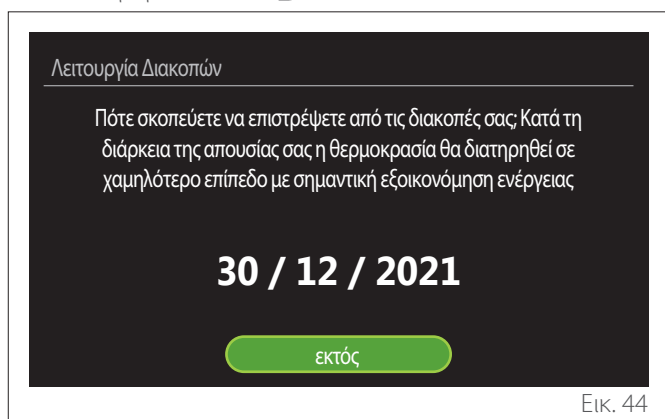 Λειτουργία Διακοπών
Πότε σκοπεύετε να επιστρέψετε από τις διακοπές σας; Κατά τη
διάρκεια της απουσίας σας η θερμοκρασία θα διατηρηθεί σε
χαμηλότερο επίπεδο με σημαντική εξοικονόμηση ενέργειας
30 / 12 / 2021
εκτός
Εικ. 44